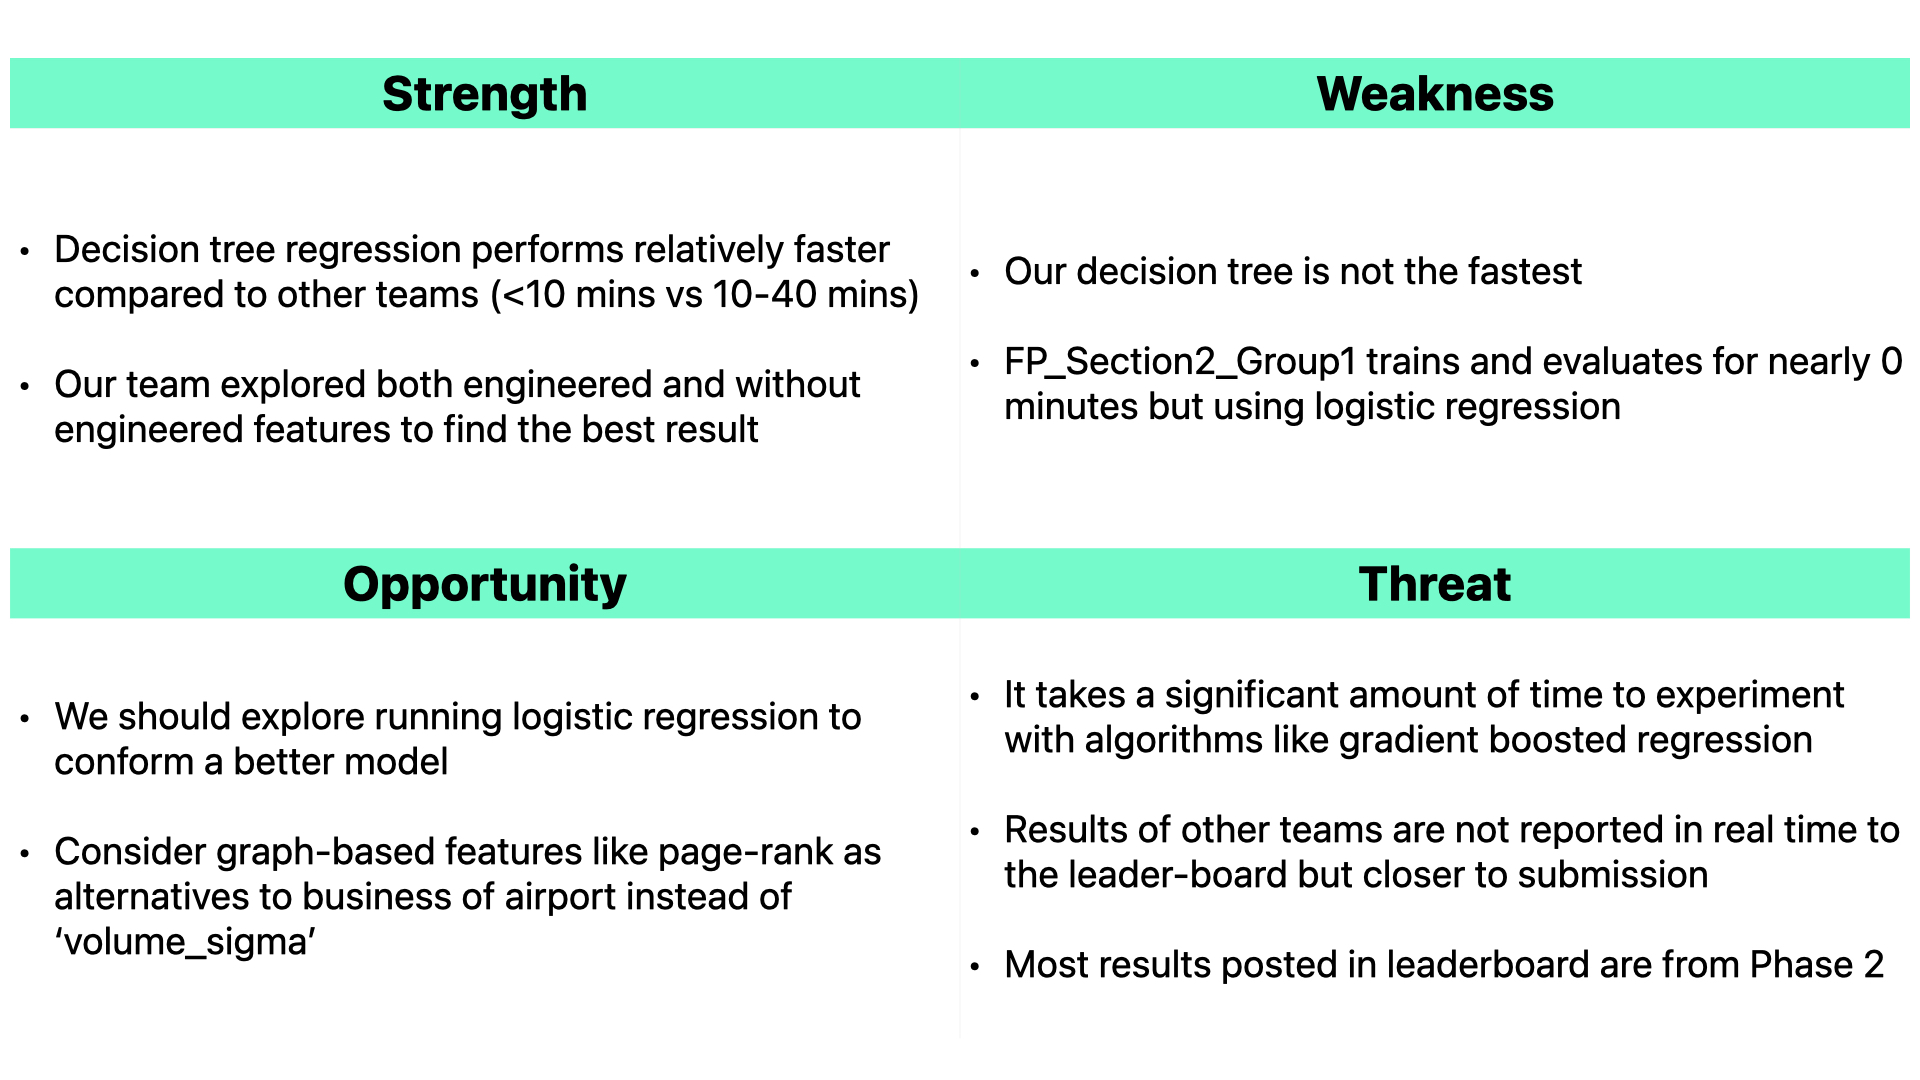 Strength
• Decision tree regression performs relatively faster
compared to other teams (<10 mins vs 10-40 mins)
• Our team explored both engineered and without
engineered features to find the best result
Weakness
• Our decision tree is not the fastest
• FP_Section2_Group1 trains and evaluates for nearly 0
minutes but using logistic regression
Opportunity
• We should explore running logistic regression to
conform a better model
• Consider graph-based features like page-rank as
alternatives to business of airport instead of
‘volume_sigma’
Threat
• It takes a significant amount of time to experiment
with algorithms like gradient boosted regression
• Results of other teams are not reported in real time to
the leader-board but closer to submission
• Most results posted in leaderboard are from Phase 2